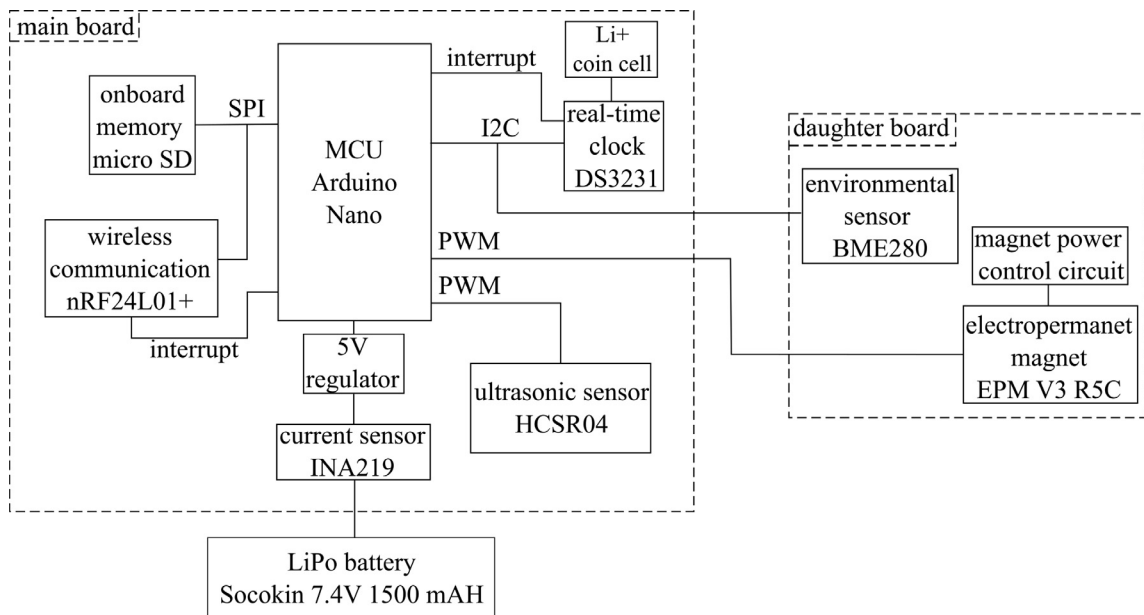 main board
onboard
memory
micro SD
SPI
MCU
Arduino
Nano
interrupt
Li+
coin cell
real-time
clock
DS3231
I2C
wireless
communication
nRF24L01+
interrupt
PWM
PWM
5V
regulator
ultrasonic sensor
HCSR04
current sensor
INA219
LiPo battery
Socokin 7.4V 1500 mAH
daughter board
environmental
sensor
BME280
magnet power
control circuit
electropermanet
magnet
EPM V3 R5C